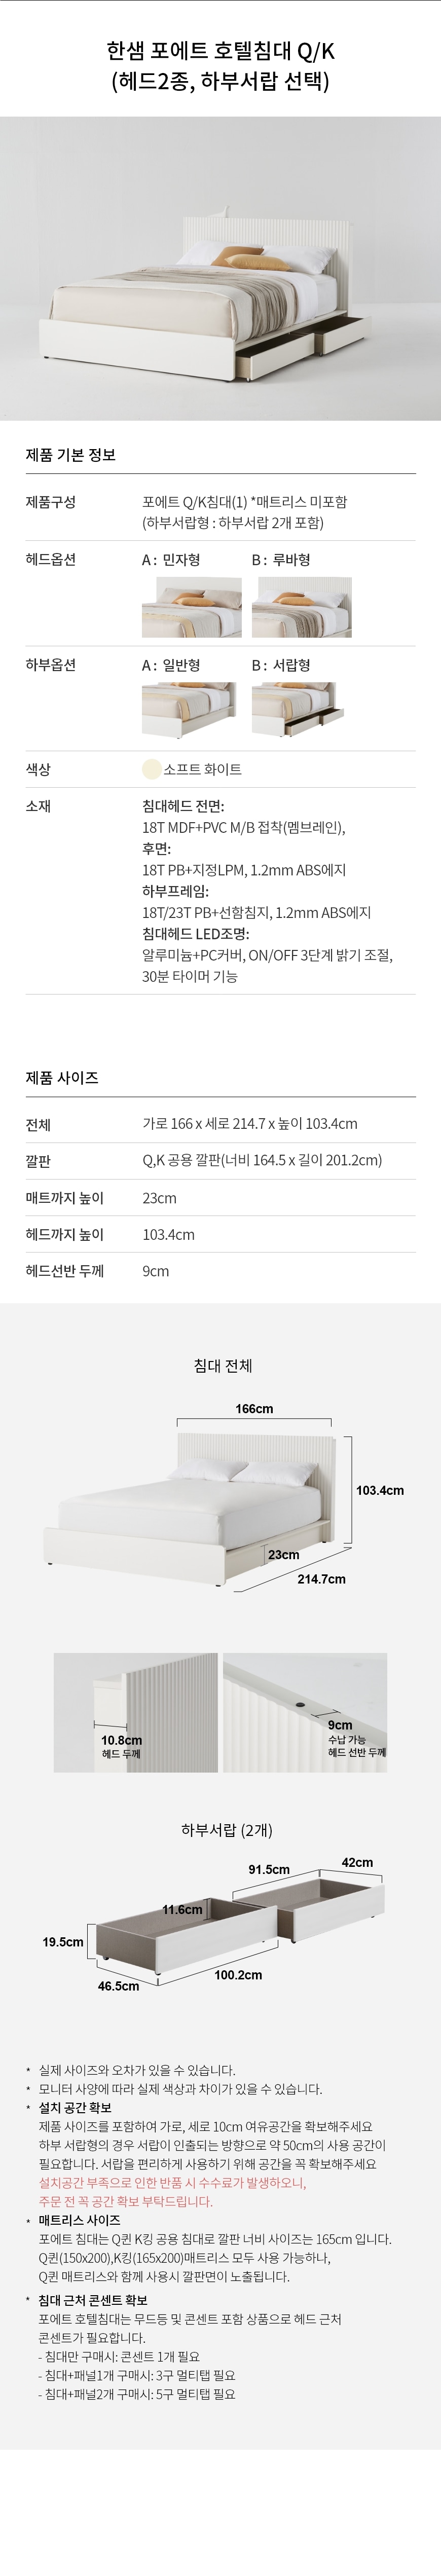 한샘 포에트 호텔침대 Q/K
(헤드2종, 하부서랍 선택)
제품 기본 정보
제품구성
포에트 Q/K침대(1) *매트리스 미포함
(하부서랍형 : 하부서랍 2개 포함)
헤드옵션
A : 민자형
B : 루바형
하부옵션
A : 일반형
B : 서랍형
색상
소프트 화이트
소재
침대헤드 전면:
18T MDF+PVC M/B 접착(멤브레인),
후면:
18T PB+지정LPM, 1.2mm ABS에지
하부프레임:
18T/23T PB+선함침지, 1.2mm ABS에지
침대헤드 LED조명:
알루미늄+PC커버, ON/OFF 3단계 밝기 조절,
30분 타이머 기능
제품 사이즈
전체
가로 166 x 세로 214.7 x 높이 103.4cm
깔판
Q,K 공용 깔판(너비 164.5 x 길이 201.2cm)
매트까지 높이
23cm
헤드까지 높이
103.4cm
헤드선반 두께
9cm
침대 전체
166cm
103.4cm
23cm
214.7cm
10.8cm
헤드 두께
9cm
수납 가능
헤드 선반 두께
하부서랍 (2개)
91.5cm
42cm
11.6cm
19.5cm
46.5cm
100.2cm
* 실제 사이즈와 오차가 있을 수 있습니다.
* 모니터 사양에 따라 실제 색상과 차이가 있을 수 있습니다.
* 설치 공간 확보
제품 사이즈를 포함하여 가로, 세로 10cm 여유공간을 확보해주세요
하부 서랍형의 경우 서랍이 인출되는 방향으로 약 50cm의 사용 공간이
필요합니다. 서랍을 편리하게 사용하기 위해 공간을 꼭 확보해주세요
설치공간 부족으로 인한 반품 시 수수료가 발생하오니,
주문 전 꼭 공간 확보 부탁드립니다.
* 매트리스 사이즈
포에트 침대는 Q퀸 K킹 공용 침대로 깔판 너비 사이즈는 165cm 입니다.
Q퀸(150x200),K킹(165x200)매트리스 모두 사용 가능하나,
Q퀸 매트리스와 함께 사용시 깔판면이 노출됩니다.
* 침대 근처 콘센트 확보
포에트 호텔침대는 무드등 및 콘센트 포함 상품으로 헤드 근처
콘센트가 필요합니다.
- 침대만 구매시: 콘센트 1개 필요
- 침대+패널1개 구매시: 3구 멀티탭 필요
- 침대+패널2개 구매시: 5구 멀티탭 필요